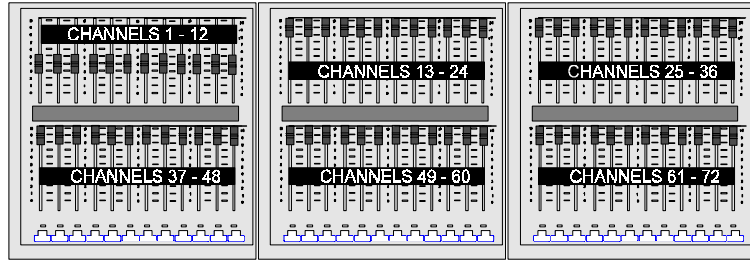 CHANNELS 1 - 12
CHANNELS 13 - 24
CHANNELS 25 - 36
CHANNELS 37 - 48
CHANNELS 49 - 60
CHANNELS 61 - 72